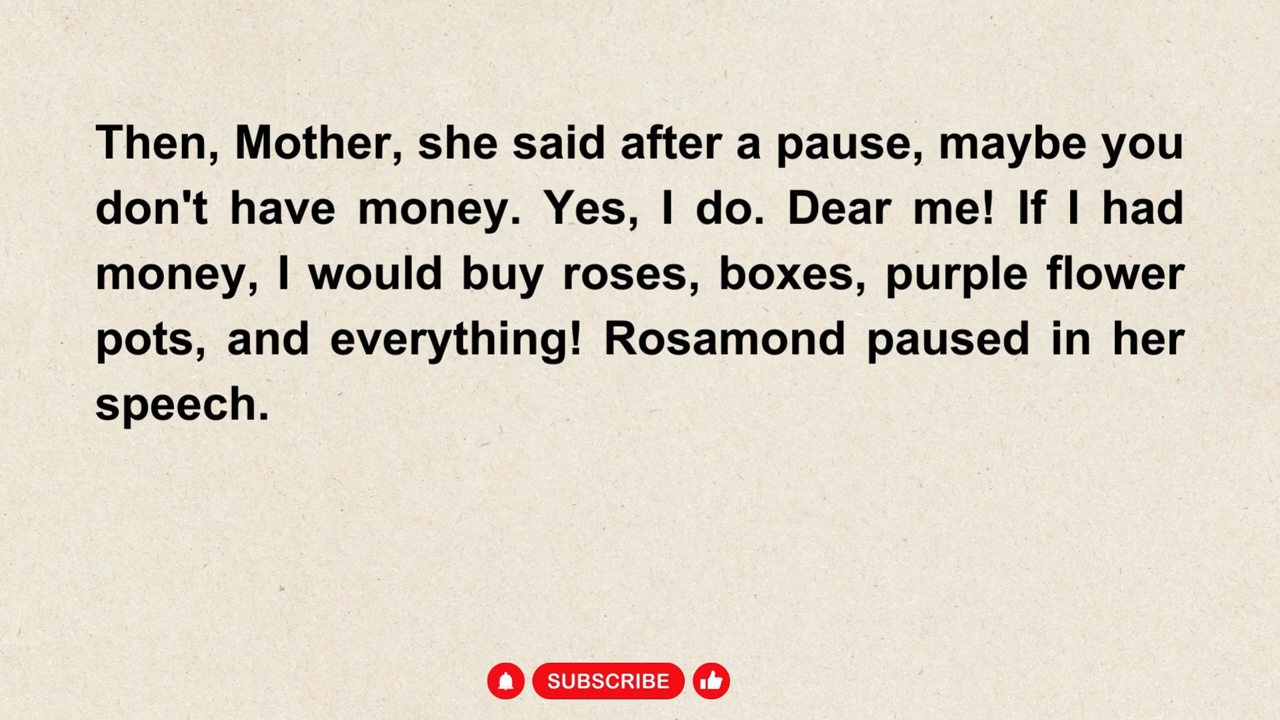 Then, Mother, she said after a pause, maybe you
don't have money. Yes, I do. Dear me! If I had
money, I would buy roses, boxes, purple flower
pots, and everything! Rosamond paused in her
speech.
SUBSCRIBE